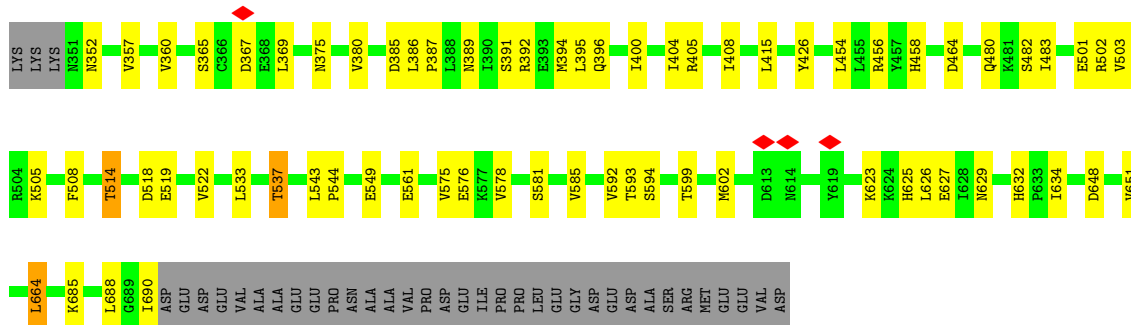 LYS LYS LYS N351 N352 V357 V360 S365 C366 D367 E368 L369 N375 V380 D385 L386 P387 L388 N389 I390 S391 R392 E393 M394 L395 Q396 I400 I404 R405 I408 L415 Y426 L454 L455 R456 Y457 H458 D464 Q480 K481 S482 I483 E501 R502 V503
R504 K505 F508 T514 D518 E519 V522 L533 T537 L543 P544 E549 E561 V575 E576 K577 V578 S581 V585 V592 T593 S594 T599 M602 D613 N614 Y619 K623 K624 H625 L626 E627 I628 N629 H632 P633 I634 D648 V651
L664 K685 L688 G689 I690 ASP GLU ASP GLU VAL ALA ALA GLU GLU PRO ASN ALA ALA VAL PRO ASP GLU ILE PRO PRO LEU GLU GLY ASP GLU ASP ALA SER ARG MET GLU GLU VAL ASP